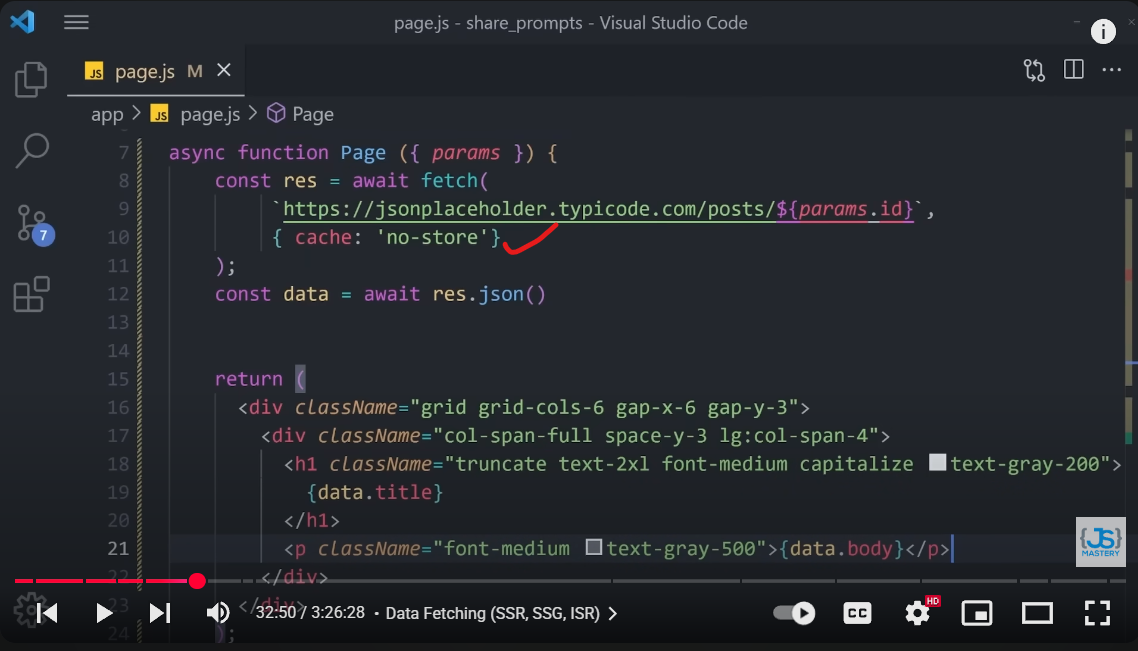 page.js - share_prompts - Visual Studio Code
i
JS page.js M
app > JS page.js > Page
7 async function Page ({ params }) {
8 const res = await fetch(
9 `https://jsonplaceholder.typicode.com/posts/${params.id}`,
10 { cache: 'no-store'}
11 );
12 const data = await res.json()
13
14
15 return (
16 <div className="grid grid-cols-6 gap-x-6 gap-y-3">
17 <div className="col-span-full space-y-3 lg:col-span-4">
18 <h1 className="truncate text-2xl font-medium capitalize text-gray-200">
19 {data.title}
20 </h1>
21 <p className="font-medium text-gray-500">{data.body}</p>
22 </div>
23 </div>
24 );
7
{JS}
MASTERY
32:50 / 3:26:28 • Data Fetching (SSR, SSG, ISR) >
CC
HD